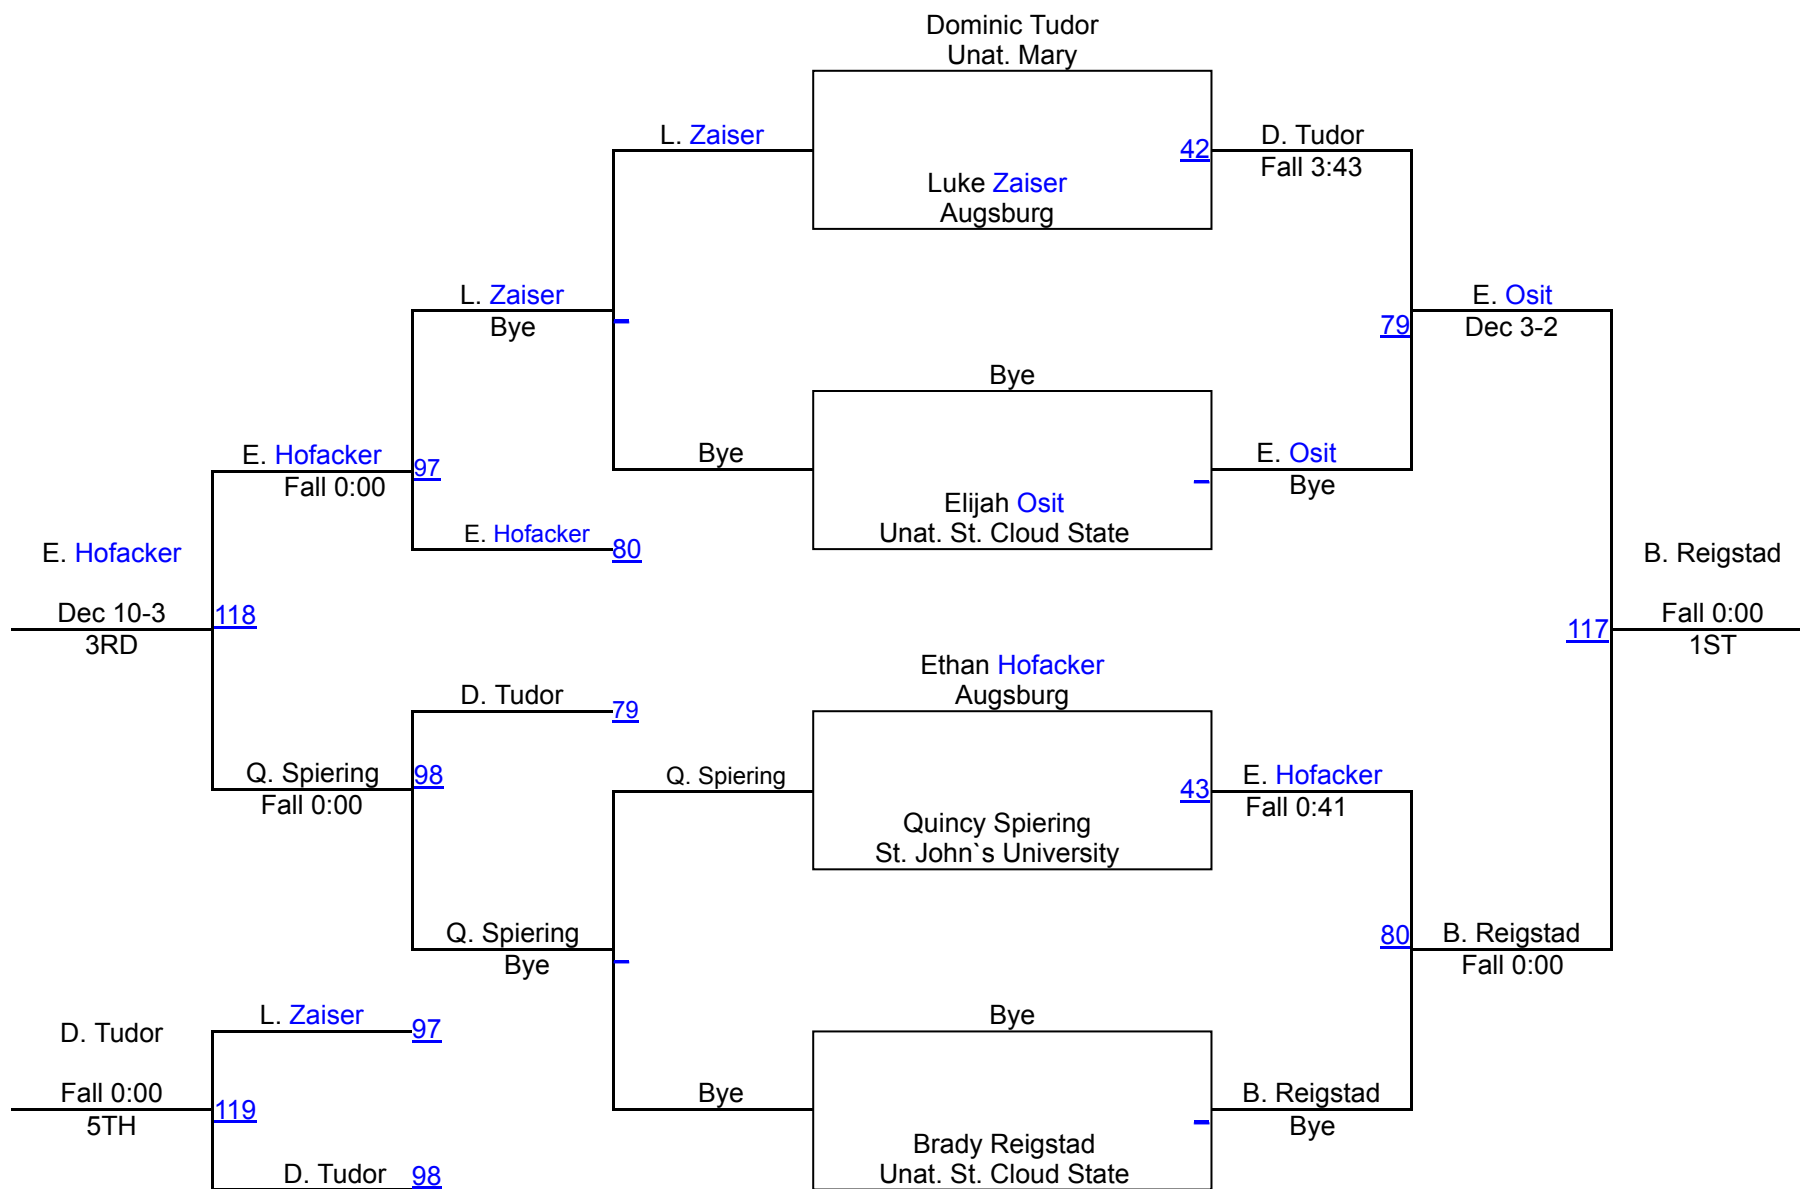 Dominic Tudor
Unat. Mary
L. Zaiser
42
D. Tudor
Fall 3:43
Luke Zaiser
Augsburg
L. Zaiser
Bye
E. Osit
79
Dec 3-2
Bye
E. Hofacker
97
Fall 0:00
Bye
E. Osit
Bye
Elijah Osit
Unat. St. Cloud State
E. Hofacker
80
E. Hofacker
B. Reigstad
Dec 10-3
118
3RD
117
Fall 0:00
1ST
Ethan Hofacker
Augsburg
D. Tudor
79
Q. Spiering
98
Fall 0:00
Q. Spiering
43
E. Hofacker
Fall 0:41
Quincy Spiering
St. John`s University
Q. Spiering
Bye
80
B. Reigstad
Fall 0:00
D. Tudor
L. Zaiser
97
Bye
Fall 0:00
119
5TH
Bye
B. Reigstad
Bye
Brady Reigstad
Unat. St. Cloud State
D. Tudor
98